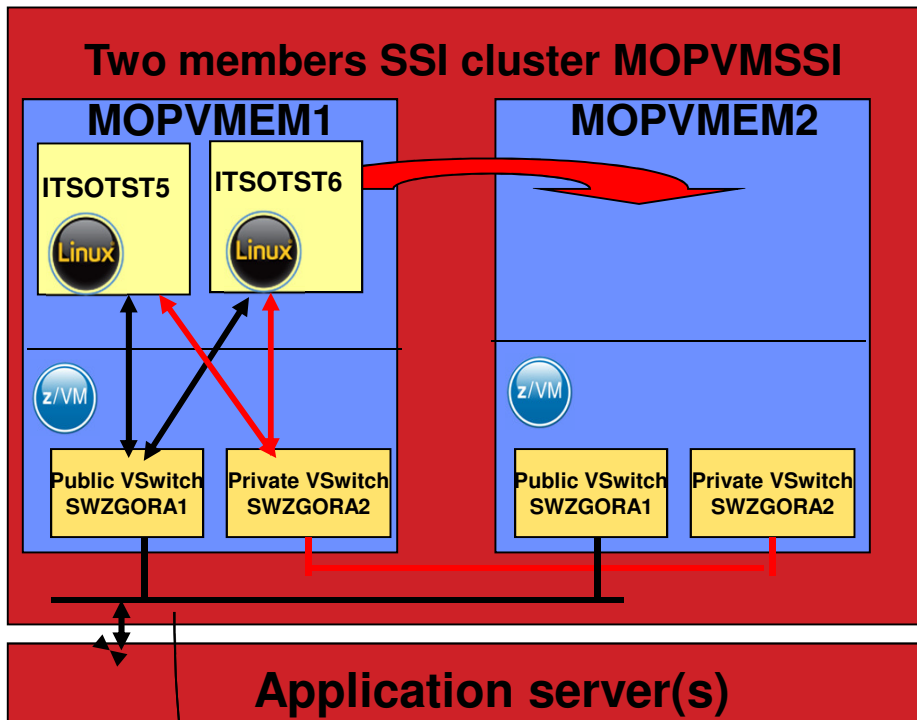 Two members SSI cluster MOPVMSSI
MOPVMEM1
MOPVMEM2
ITSOTST5
ITSOTST6
Linux
Linux
z/VM
z/VM
Public VSwitch
SWZGORA1
Private VSwitch
SWZGORA2
Public VSwitch
SWZGORA1
Private VSwitch
SWZGORA2
Application server(s)